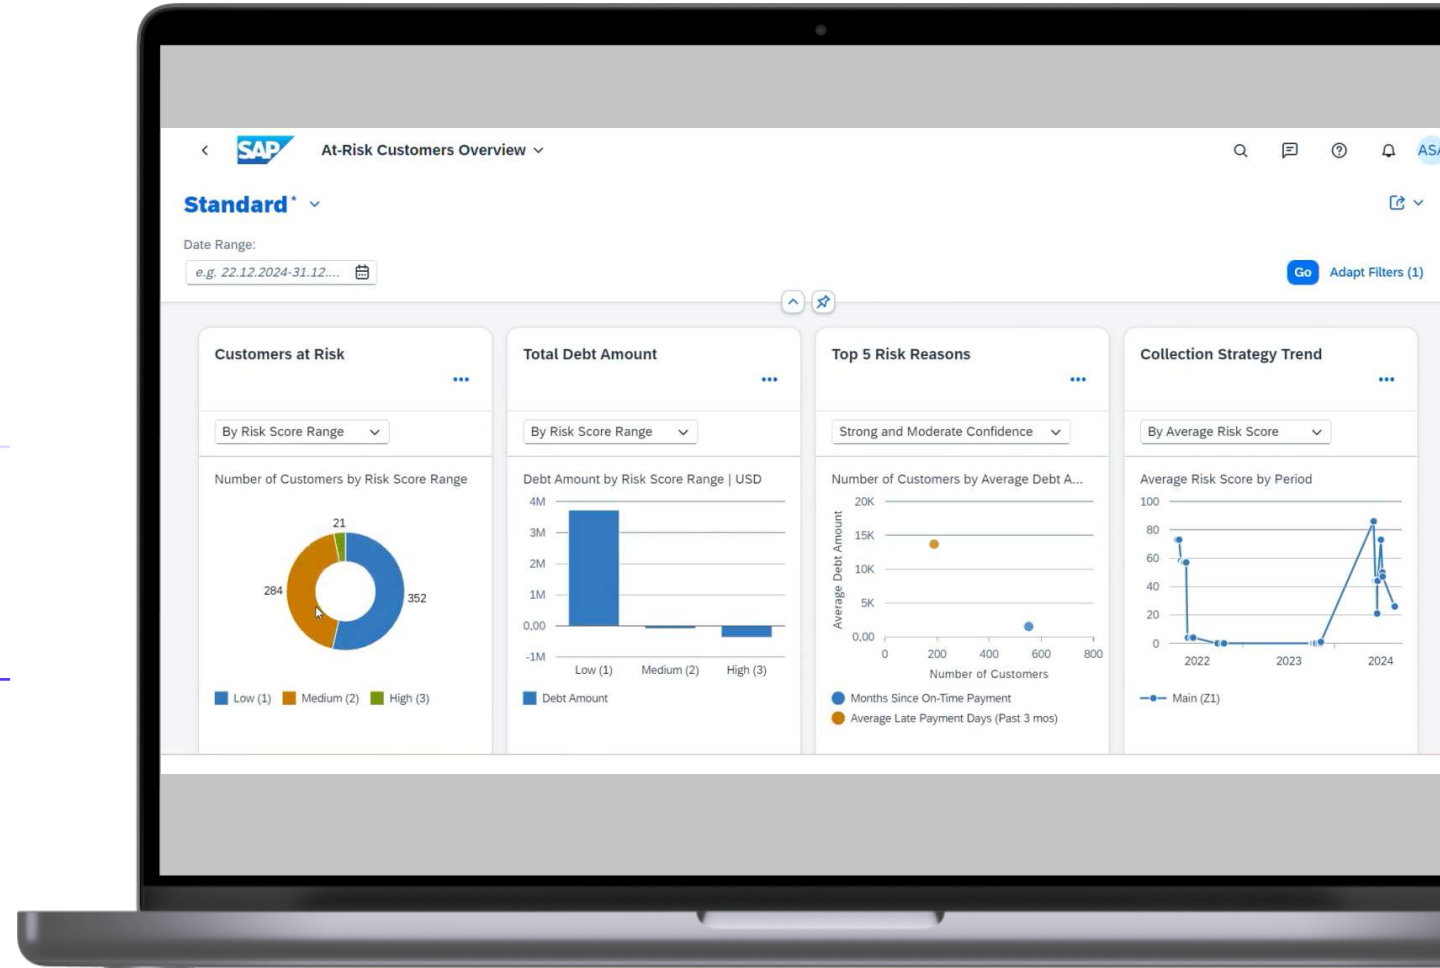 SAP
At-Risk Customers Overview
Standard*
Date Range:
e.g. 22.12.2024-31.12....
Go
Adapt Filters (1)
Customers at Risk
By Risk Score Range
Number of Customers by Risk Score Range
21
284
352
Low (1)
Medium (2)
High (3)
Total Debt Amount
By Risk Score Range
Debt Amount by Risk Score Range | USD
4M
3M
2M
1M
0,00
-1M
Low (1)
Medium (2)
High (3)
Debt Amount
Top 5 Risk Reasons
Strong and Moderate Confidence
Number of Customers by Average Debt A...
Average Debt Amount
20K
15K
10K
5K
0,00
0
200
400
600
800
Number of Customers
Months Since On-Time Payment
Average Late Payment Days (Past 3 mos)
Collection Strategy Trend
By Average Risk Score
Average Risk Score by Period
100
80
60
40
20
0
2022
2023
2024
Main (Z1)